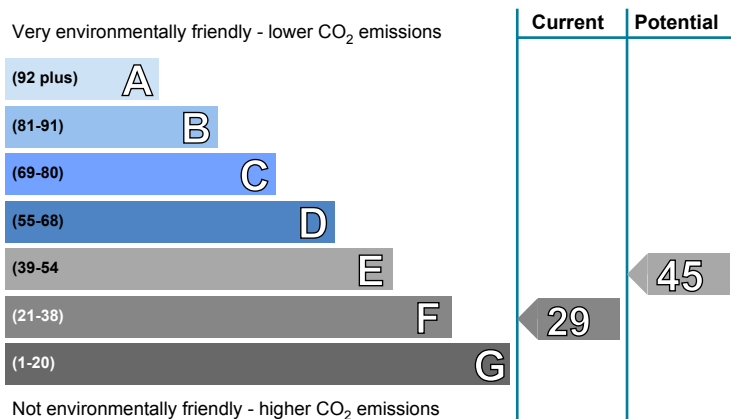 Very environmentally friendly - lower CO₂ emissions
Current
Potential
(92 plus) A
(81-91) B
(69-80) C
(55-68) D
(39-54 E
45
(21-38) F
29
(1-20) G
Not environmentally friendly - higher CO₂ emissions